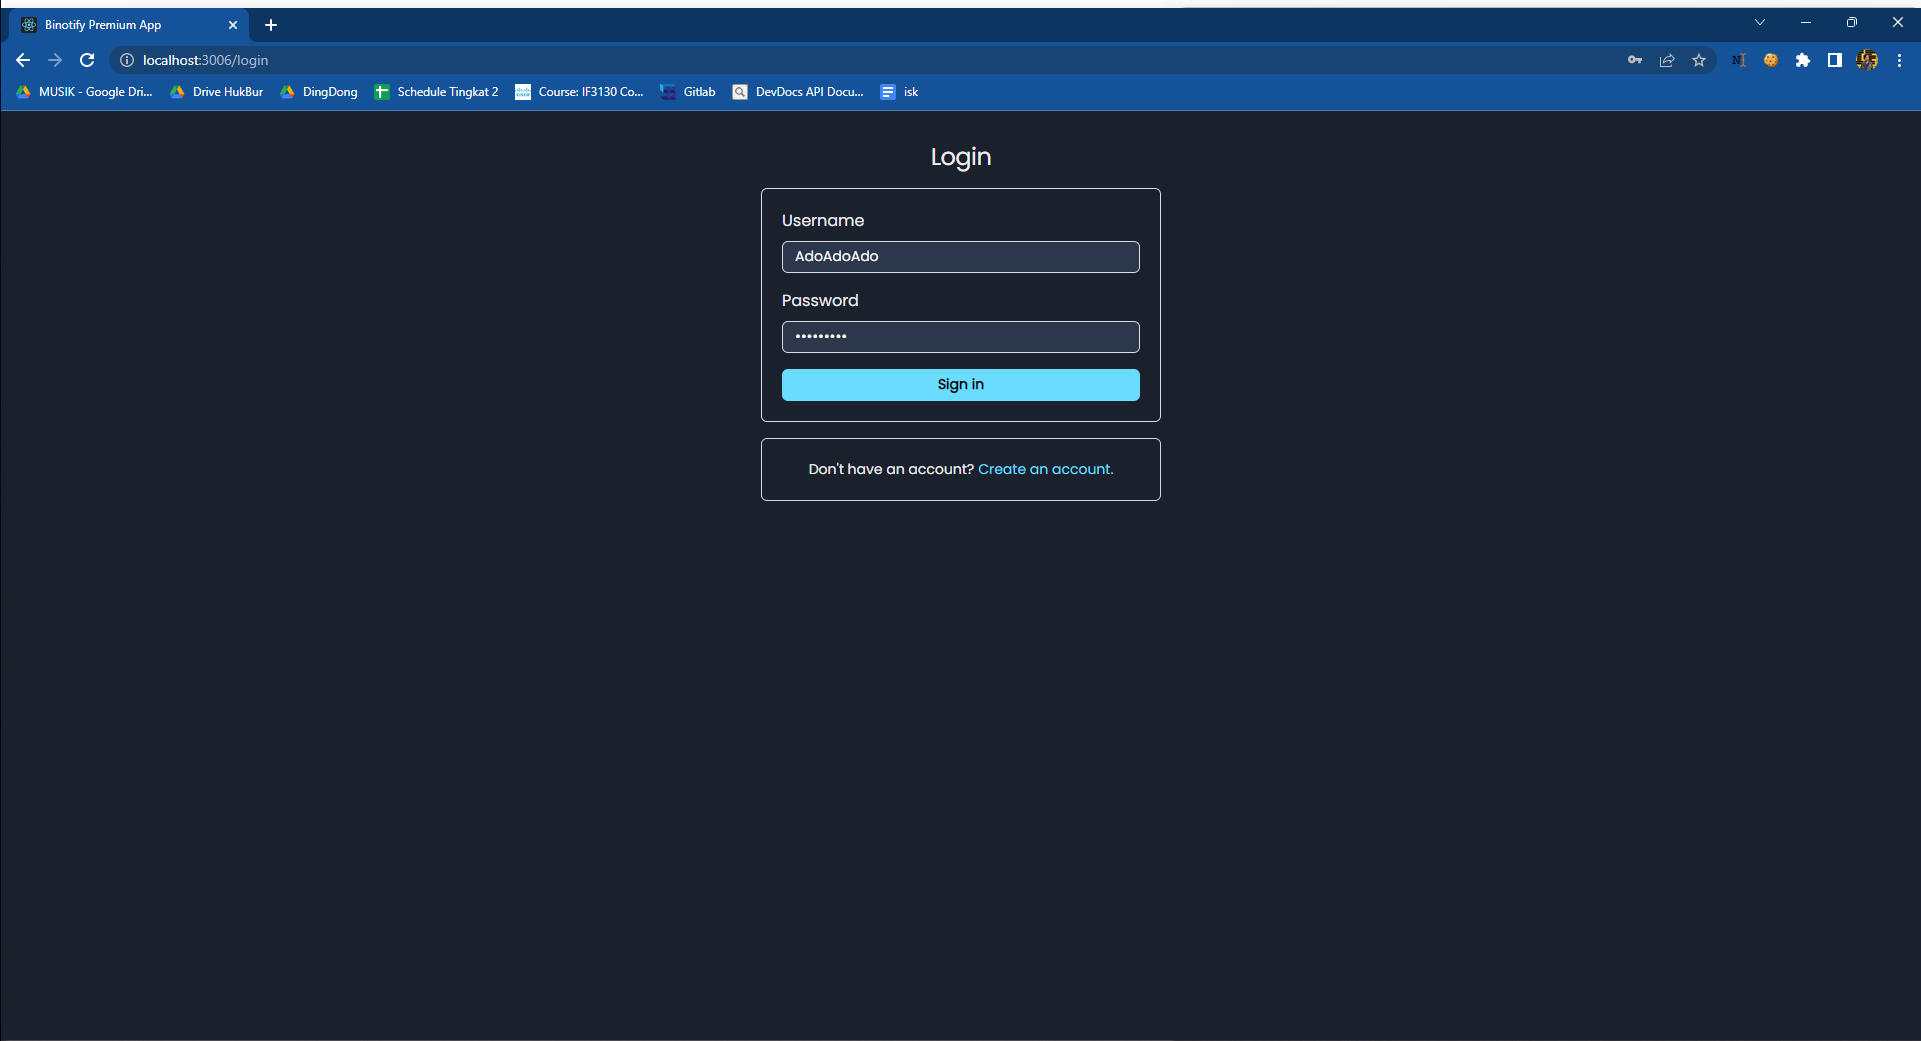 Binotify Premium App
localhost:3006/login
MUSIK - Google Dri... Drive HukBur DingDong Schedule Tingkat 2 Course: IF3130 Co... Gitlab DevDocs API Docu... isk
Login
Username
AdoAdoAdo
Password
•••••••••
Sign in
Don't have an account? Create an account.